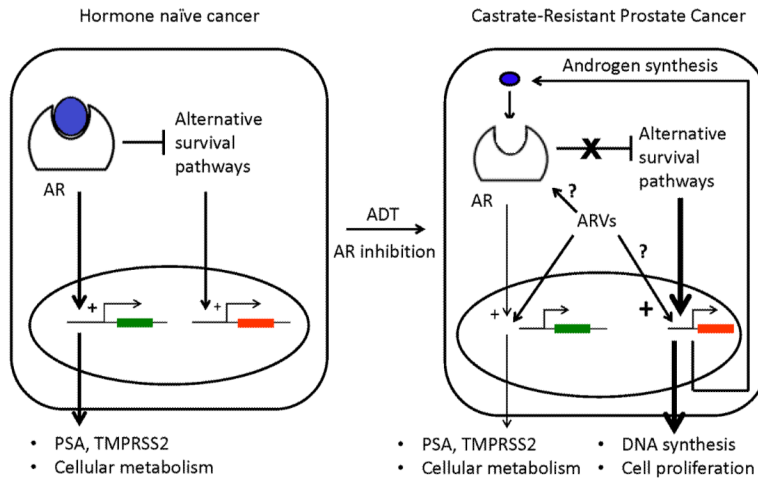 Hormone naïve cancer
Alternative
survival
pathways
AR
+
+
• PSA, TMPRSS2
• Cellular metabolism
ADT
AR inhibition
Castrate-Resistant Prostate Cancer
Androgen synthesis
X
Alternative
survival
pathways
AR
?
ARVs
?
+
+
• PSA, TMPRSS2
• Cellular metabolism
• DNA synthesis
• Cell proliferation